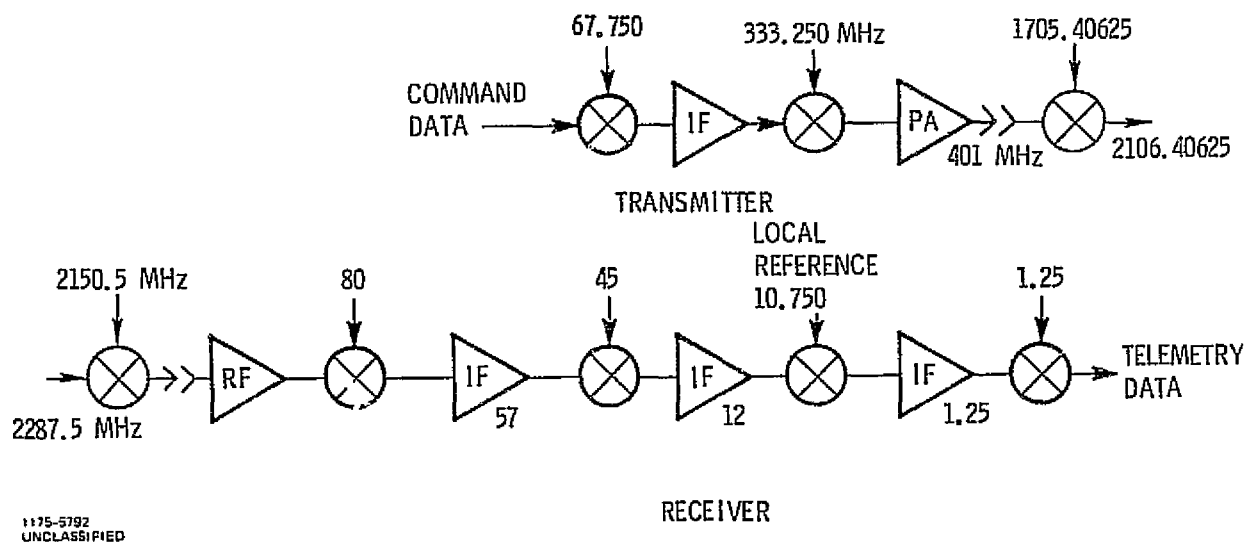 67.750
333.250 MHz
1705.40625
COMMAND
DATA
IF
PA
401 MHz
2106.40625
TRANSMITTER
LOCAL
REFERENCE
10.750
2150.5 MHz
80
45
1.25
RF
IF
IF
IF
TELEMETRY
DATA
2287.5 MHz
57
12
1.25
RECEIVER
1175-5792
UNCLASSIFIED